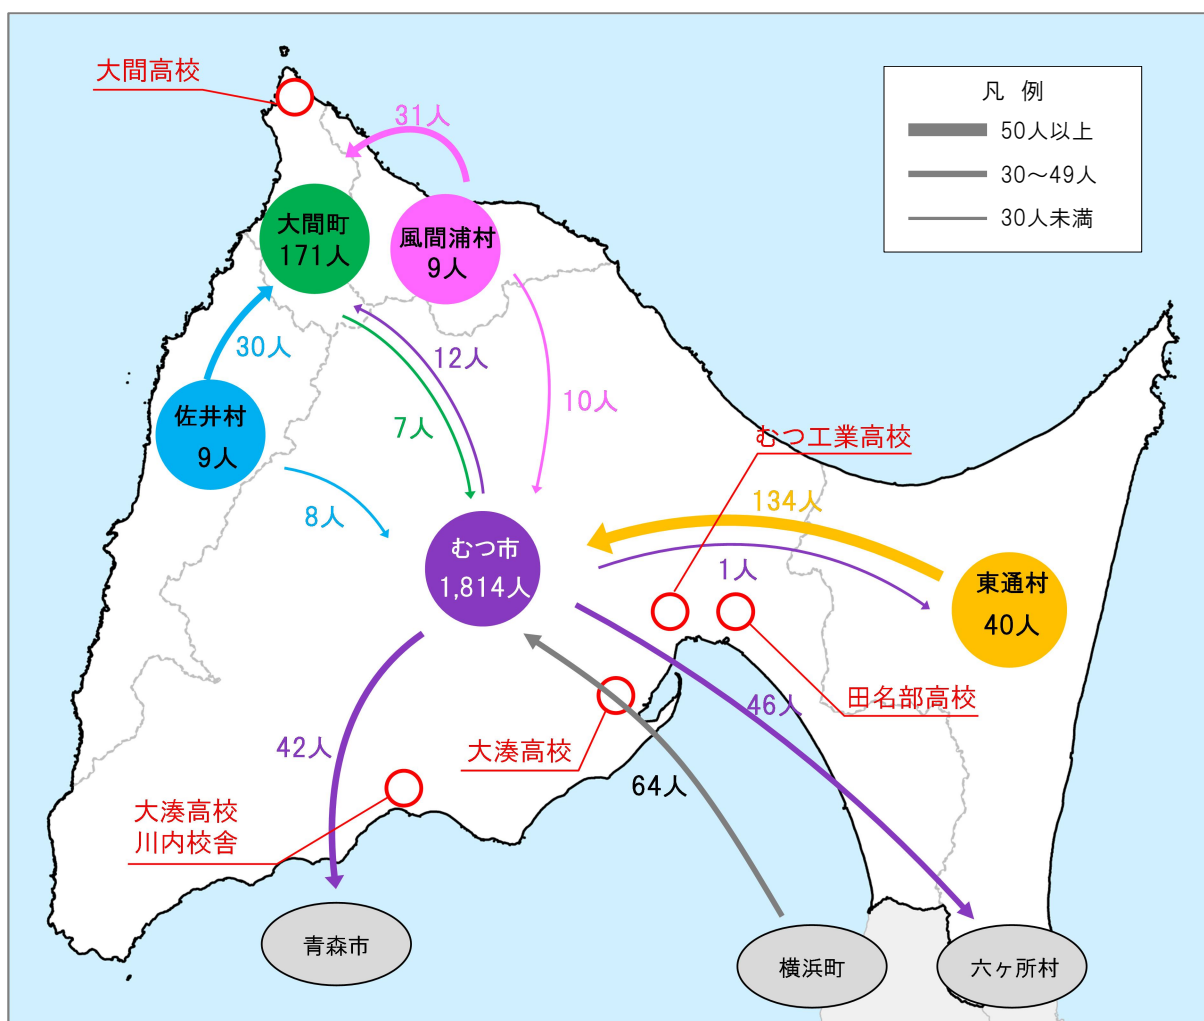 大間高校
31人
凡 例
50人以上
30～49人
30人未満
大間町
171人
風間浦村
9人
30人
12人
7人
10人
佐井村
9人
8人
むつ工業高校
134人
むつ市
1,814人
1人
東通村
40人
田名部高校
46人
42人
大湊高校
64人
大湊高校
川内校舎
青森市
横浜町
六ヶ所村